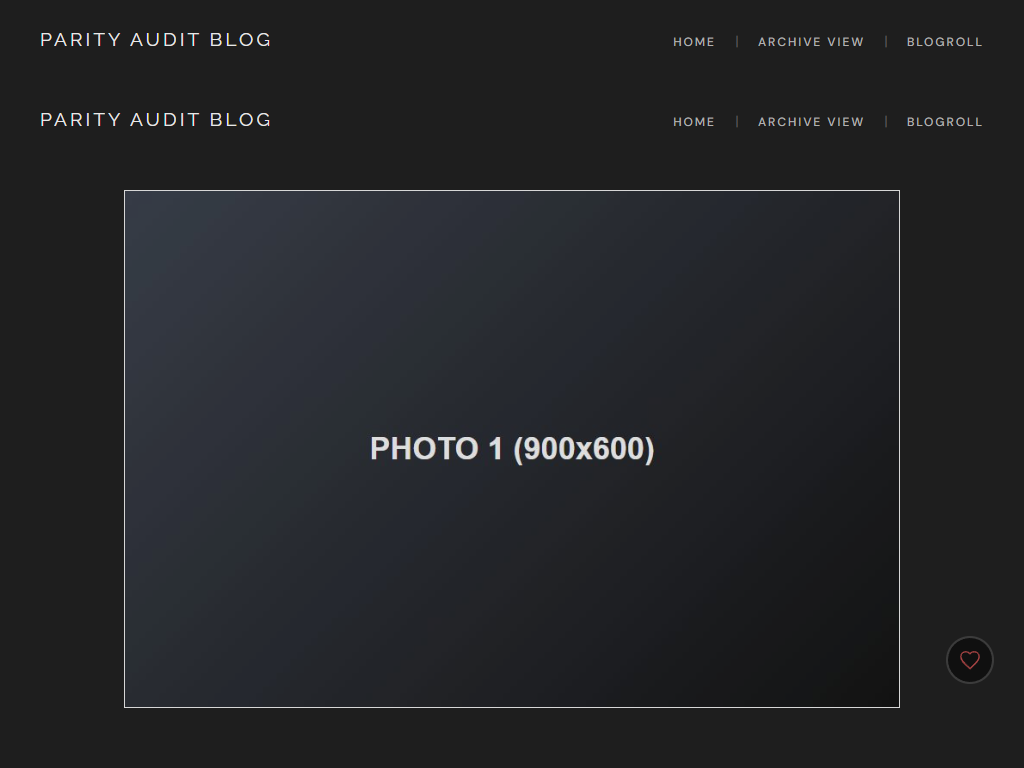 PARITY AUDIT BLOG
HOME | ARCHIVE VIEW | BLOGROLL
PARITY AUDIT BLOG
HOME | ARCHIVE VIEW | BLOGROLL
PHOTO 1 (900x600)